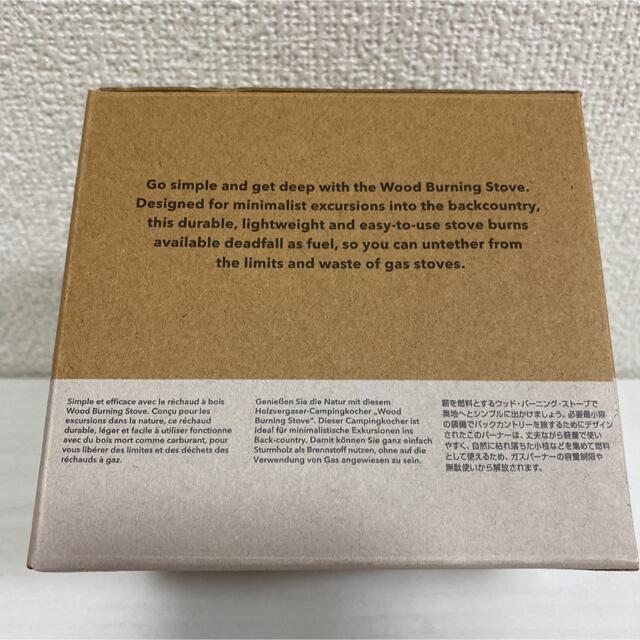 Go simple and get deep with the Wood Burning Stove.
Designed for minimalist excursions into the backcountry,
this durable, lightweight and easy-to-use stove burns
available deadfall as fuel, so you can untether from
the limits and waste of gas stoves.
Simple et efficace avec le réchaud à bois
Wood Burning Stove. Conçu pour les
excursions dans la nature, ce réchaud
durable, léger et facile à utiliser fonctionne
avec du bois mort comme carburant, pour
vous libérer des limites et des déchets des
réchauds à gaz.
Genießen Sie die Natur mit diesem
Holzvergaser-Campingkocher „Wood
Burning Stove". Dieser Campingkocher ist
ideal für minimalistische Exkursionen ins
Back-country. Damit können Sie ganz einfach
Sturmholz als Brennstoff nutzen, ohne auf die
Verwendung von Gas angewiesen zu sein.
薪を燃料とするウッド・バーニング・ストーブで
奥地へとシンプルに出かけましょう。必要最小限
の装備でバックカントリーを旅するためにデザイン
されたこのバーナーは、丈夫ながら軽量で使い
やすく、自然に枯れ落ちた小枝などを集めて燃料
として使えるため、ガスバーナーの容量制限や
無駄使いから解放されます。